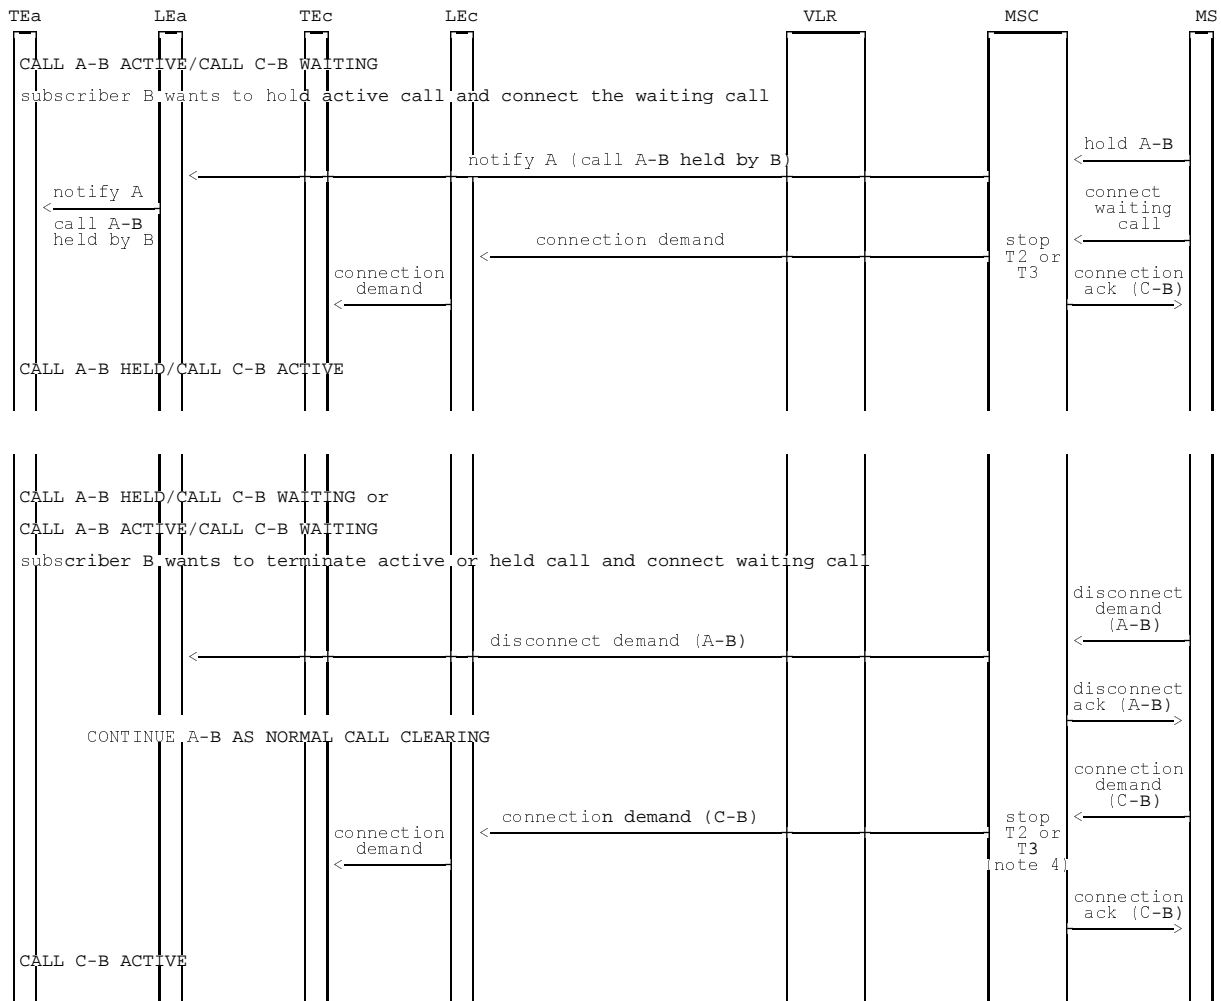 TEa LEa TEc LEc VLR MSC MS
CALL A-B ACTIVE/CALL C-B WAITING
subscriber B wants to hold active call and connect the waiting call
hold A-B
notify A (call A-B held by B)
notify A
call A-B
held by B
connect
waiting
call
connection demand
stop
T2 or
T3
connection
demand
connection
ack (C-B)
CALL A-B HELD/CALL C-B ACTIVE
CALL A-B HELD/CALL C-B WAITING or
CALL A-B ACTIVE/CALL C-B WAITING
subscriber B wants to terminate active or held call and connect waiting call
disconnect
demand
(A-B)
disconnect demand (A-B)
disconnect
ack (A-B)
CONTINUE A-B AS NORMAL CALL CLEARING
connection
demand
(C-B)
connection demand (C-B)
stop
T2 or
T3
(note 4)
connection
demand
connection
ack (C-B)
CALL C-B ACTIVE